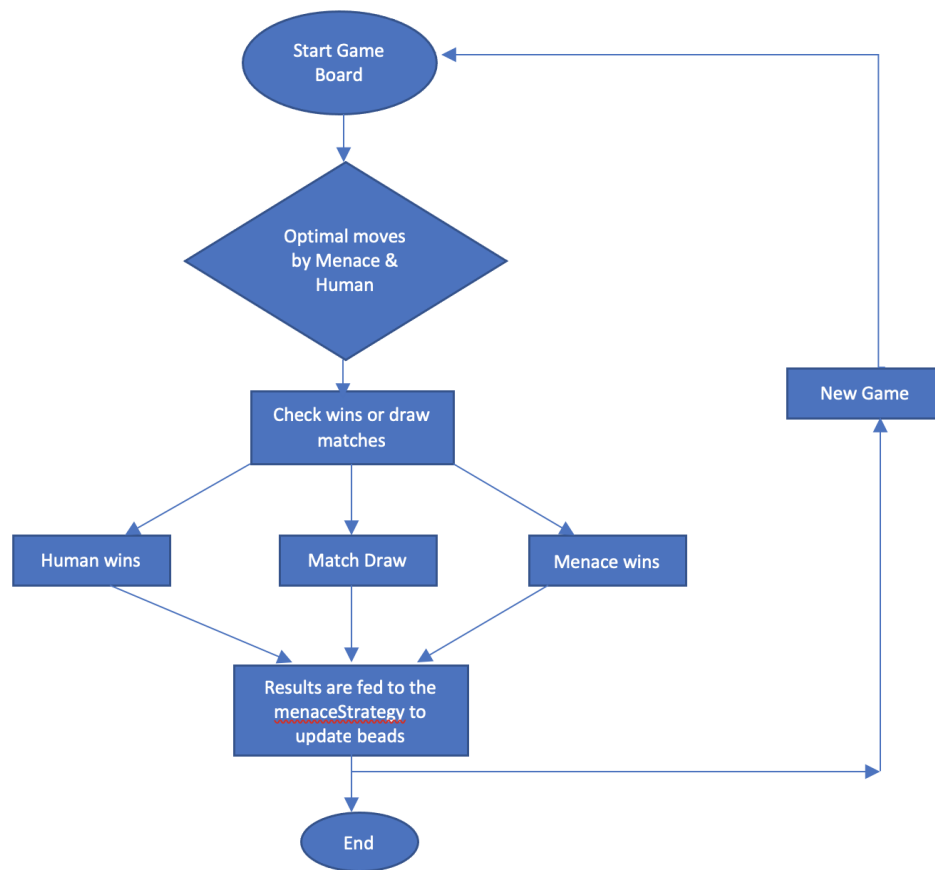 Start Game
Board
Optimal moves
by Menace &
Human
Check wins or draw
matches
New Game
Human wins
Match Draw
Menace wins
Results are fed to the
menaceStrategy to
update beads
End